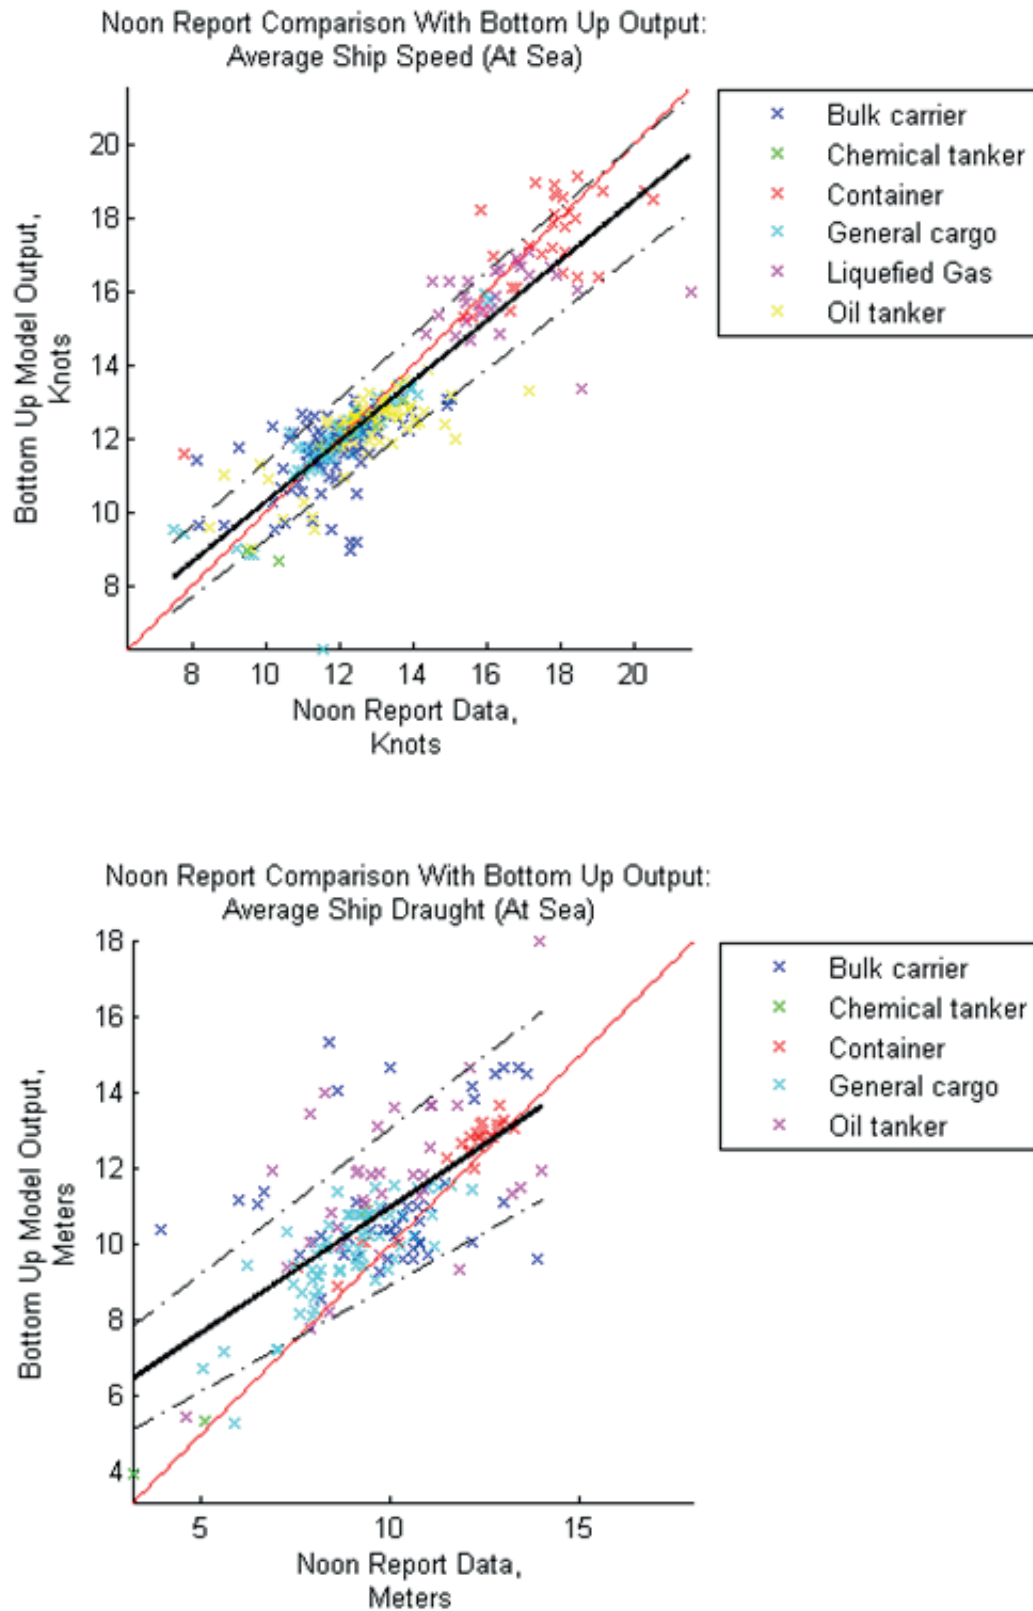 Noon Report Comparison With Bottom Up Output:
Average Ship Speed (At Sea)
20
18
16
14
12
10
8
Bottom Up Model Output,
Knots
8 10 12 14 16 18 20
Noon Report Data,
Knots
Bulk carrier
Chemical tanker
Container
General cargo
Liquefied Gas
Oil tanker
Noon Report Comparison With Bottom Up Output:
Average Ship Draught (At Sea)
18
16
14
12
10
8
6
4
Bottom Up Model Output,
Meters
5 10 15
Noon Report Data,
Meters
Bulk carrier
Chemical tanker
Container
General cargo
Oil tanker